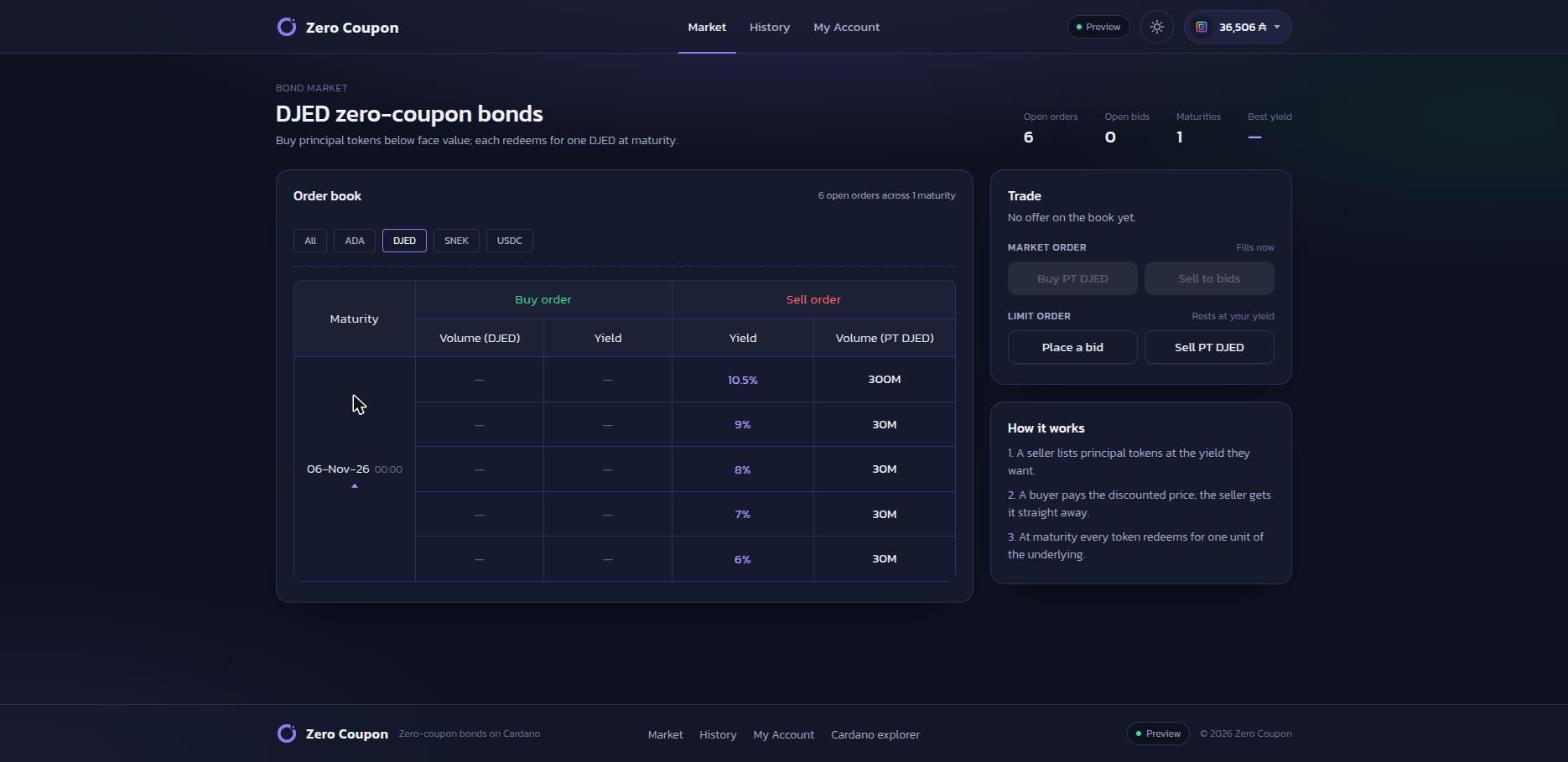 Zero Coupon
Market History My Account
Preview
36,506 ₳
BOND MARKET
DJED zero-coupon bonds
Buy principal tokens below face value; each redeems for one DJED at maturity.
Open orders Open bids Maturities Best yield
6 0 1 —
Order book
6 open orders across 1 maturity
All ADA DJED SNEK USDC
Maturity Buy order Sell order
Volume (DJED) Yield Yield Volume (PT DJED)
— — 10.5% 300M
— — 9% 30M
06-Nov-26 00:00 — — 8% 30M
— — 7% 30M
— — 6% 30M
Trade
No offer on the book yet.
MARKET ORDER Fills now
Buy PT DJED Sell to bids
LIMIT ORDER Rests at your yield
Place a bid Sell PT DJED
How it works
1. A seller lists principal tokens at the yield they
want.
2. A buyer pays the discounted price; the seller gets
it straight away.
3. At maturity every token redeems for one unit of
the underlying.
Zero Coupon Zero-coupon bonds on Cardano
Market History My Account Cardano explorer
Preview © 2026 Zero Coupon